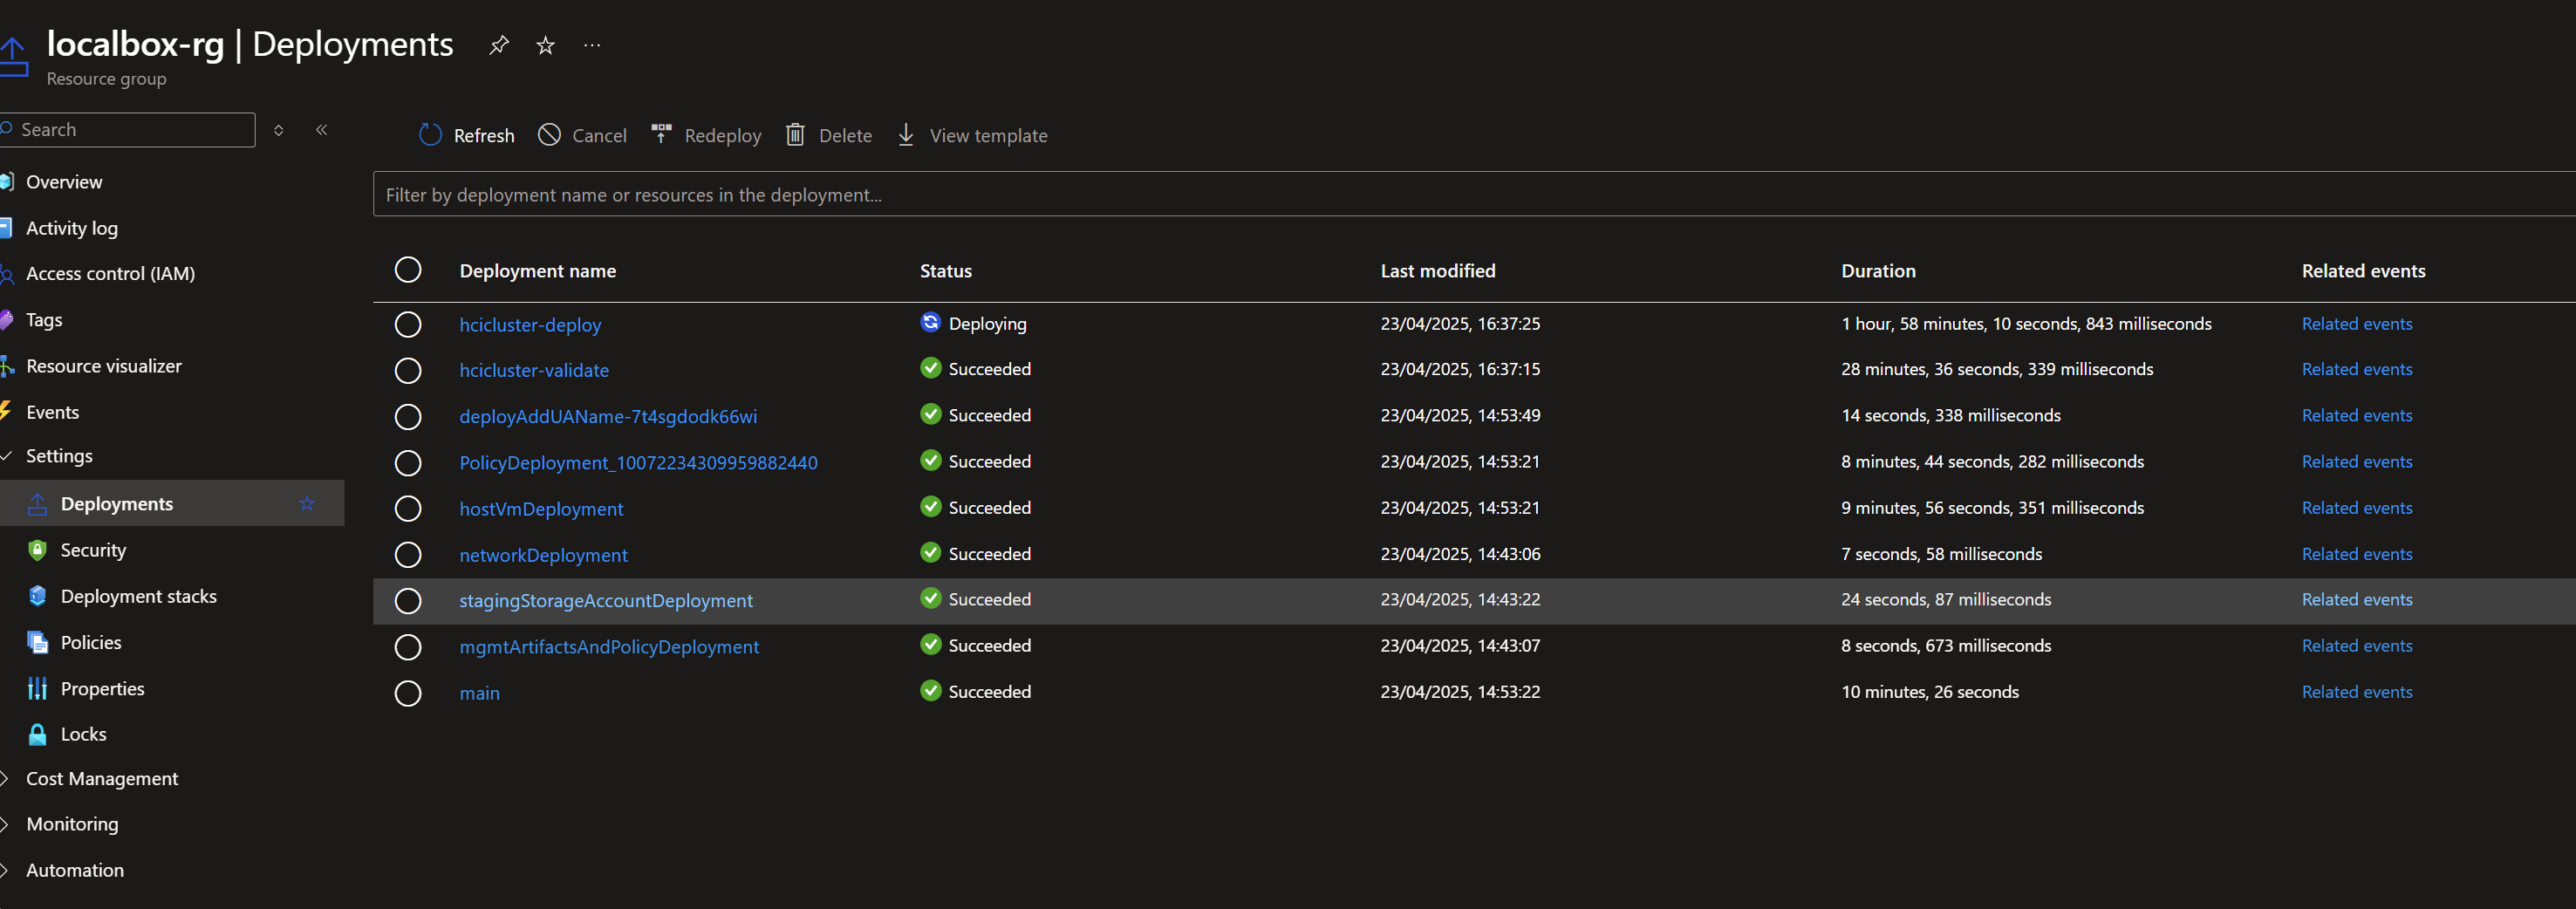 localbox-rg | Deployments
Resource group
Search
Refresh Cancel Redeploy Delete View template
Filter by deployment name or resources in the deployment...
Overview
Activity log
Access control (IAM)
Tags
Resource visualizer
Events
Settings
Deployments
Security
Deployment stacks
Policies
Properties
Locks
Cost Management
Monitoring
Automation
Deployment name Status Last modified Duration Related events
hcicluster-deploy Deploying 23/04/2025, 16:37:25 1 hour, 58 minutes, 10 seconds, 843 milliseconds Related events
hcicluster-validate Succeeded 23/04/2025, 16:37:15 28 minutes, 36 seconds, 339 milliseconds Related events
deployAddUAName-7t4sgdodk66wi Succeeded 23/04/2025, 14:53:49 14 seconds, 338 milliseconds Related events
PolicyDeployment_10072234309959882440 Succeeded 23/04/2025, 14:53:21 8 minutes, 44 seconds, 282 milliseconds Related events
hostVmDeployment Succeeded 23/04/2025, 14:53:21 9 minutes, 56 seconds, 351 milliseconds Related events
networkDeployment Succeeded 23/04/2025, 14:43:06 7 seconds, 58 milliseconds Related events
stagingStorageAccountDeployment Succeeded 23/04/2025, 14:43:22 24 seconds, 87 milliseconds Related events
mgmtArtifactsAndPolicyDeployment Succeeded 23/04/2025, 14:43:07 8 seconds, 673 milliseconds Related events
main Succeeded 23/04/2025, 14:53:22 10 minutes, 26 seconds Related events